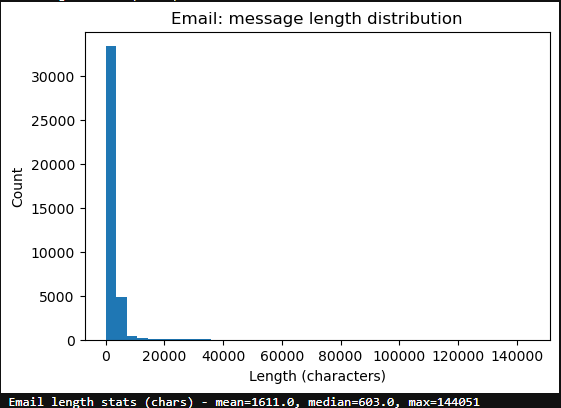 Email: message length distribution
30000
25000
20000
15000
10000
5000
0
Count
0 20000 40000 60000 80000 100000 120000 140000
Length (characters)
Email length stats (chars) - mean=1611.0, median=603.0, max=144051